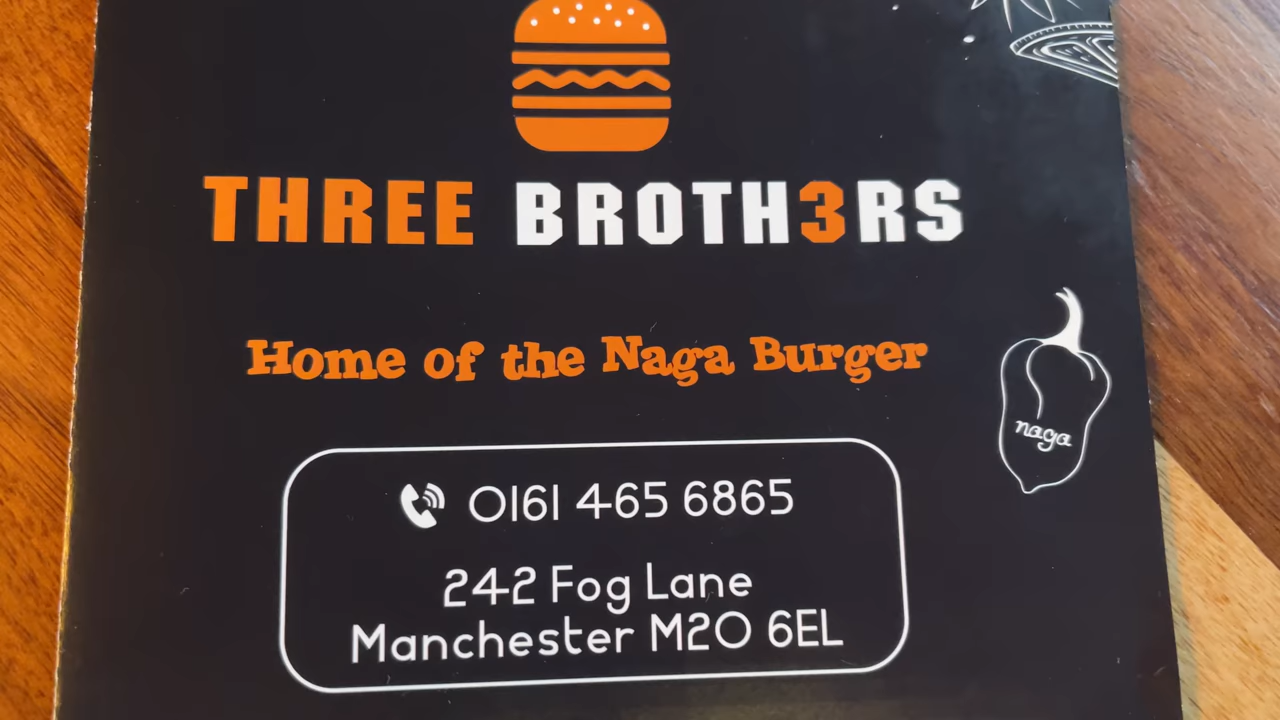 THREE BROTH3RS
Home of the Naga Burger
naga
0161 465 6865
242 Fog Lane
Manchester M20 6EL